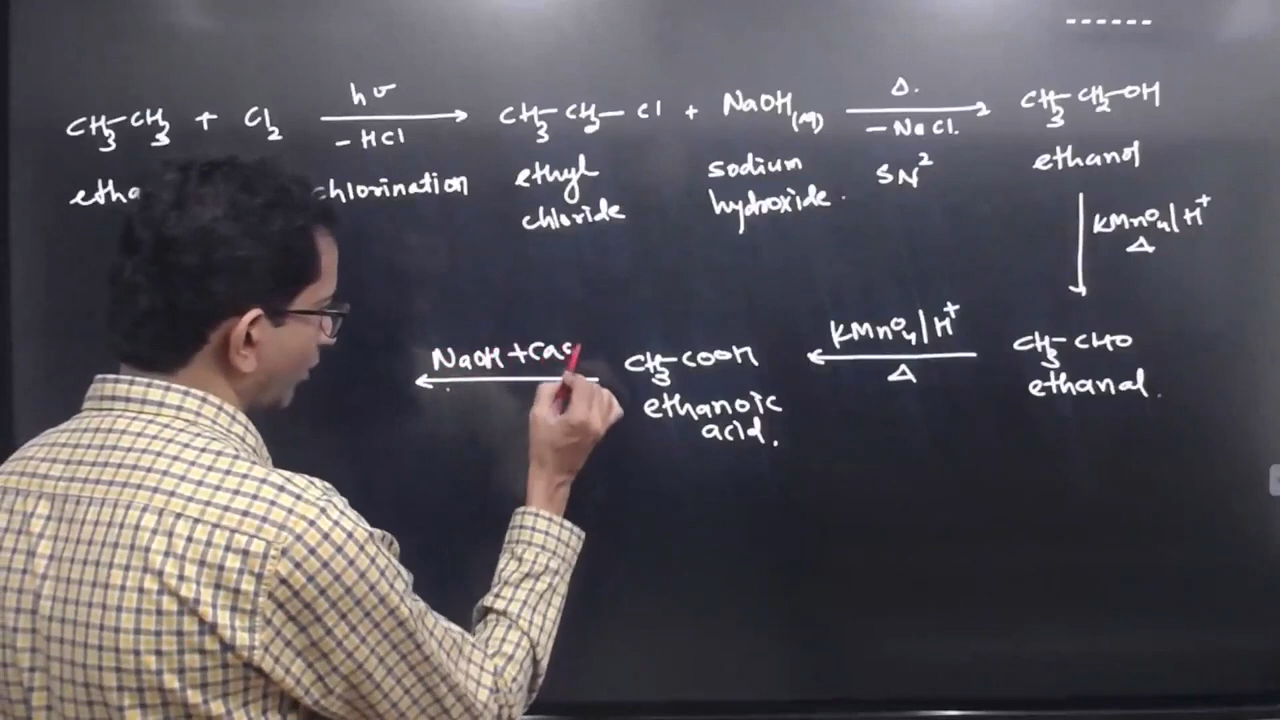 ------
CH₃-CH₃ + Cl₂ hν - HCl CH₃-CH₂-Cl + NaOH(aq) Δ. - NaCl. CH₃-CH₂-OH
chlorination ethyl chloride sodium hydroxide. SN² ethanol
KMnO₄/H⁺
Δ
NaOH + CH₃-COOH KMnO₄/H⁺ Δ CH₃-CHO
ethanoic acid. ethanal.